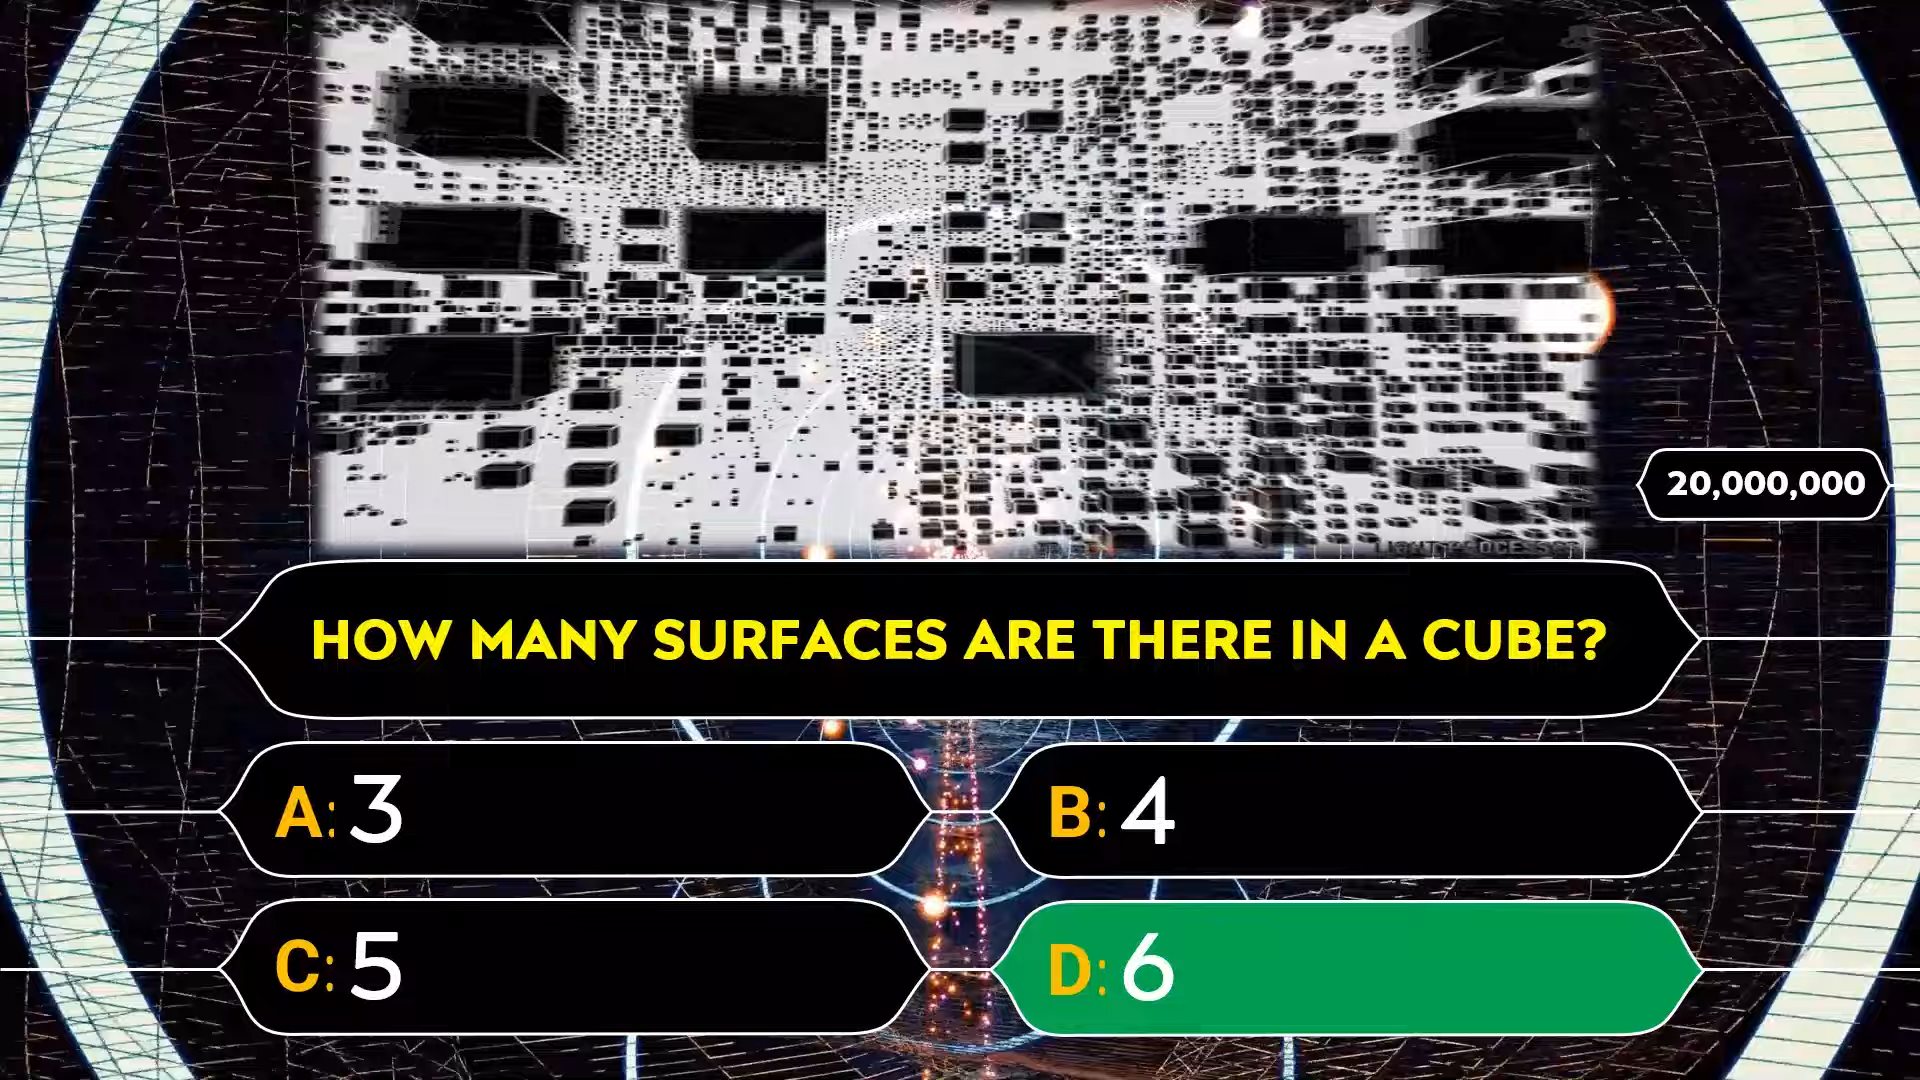 20,000,000
HOW MANY SURFACES ARE THERE IN A CUBE?
A: 3
B: 4
C: 5
D: 6